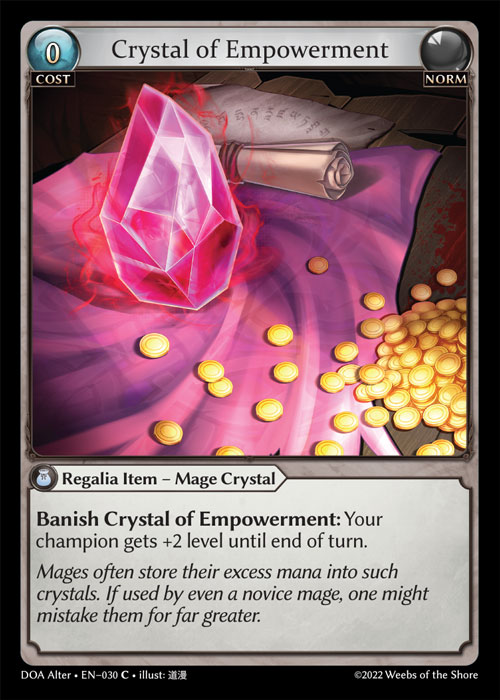 0
Crystal of Empowerment
COST
NORM
Regalia Item – Mage Crystal
Banish Crystal of Empowerment: Your
champion gets +2 level until end of turn.
Mages often store their excess mana into such
crystals. If used by even a novice mage, one might
mistake them for far greater.
DOA Alter • EN–030 C • illust: 道漫
©2022 Weebs of the Shore